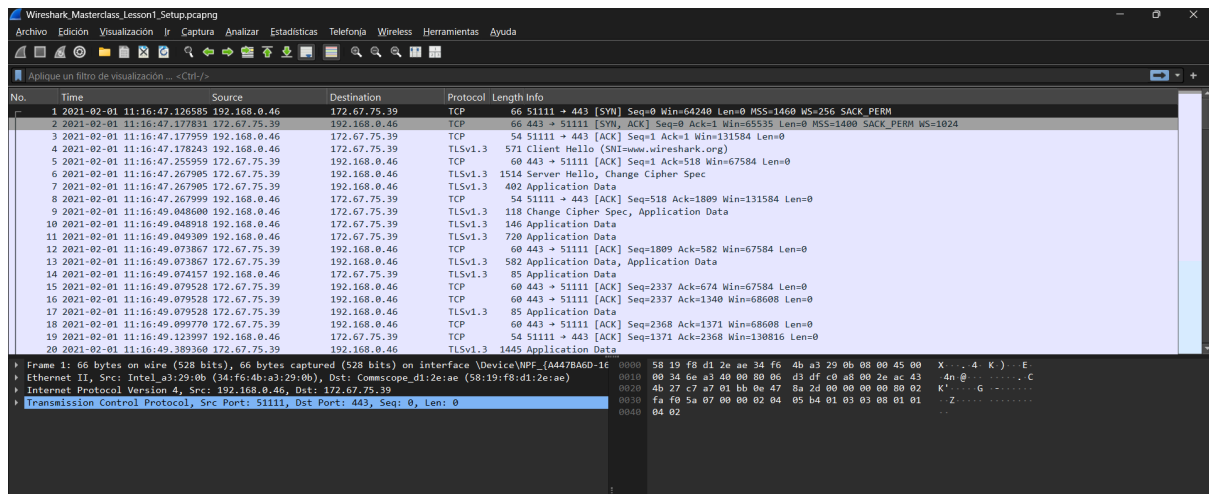 Wireshark_Masterclass_Lesson1_Setup.pcapng
Archivo Edición Visualización Ir Captura Analizar Estadísticas Telefonía Wireless Herramientas Ayuda
Aplique un filtro de visualización ... <Ctrl-/>
No. Time Source Destination Protocol Length Info
1 2021-02-01 11:16:47.126585 192.168.0.46 172.67.75.39 TCP 66 51111 → 443 [SYN] Seq=0 Win=64240 Len=0 MSS=1460 WS=256 SACK_PERM
2 2021-02-01 11:16:47.177831 172.67.75.39 192.168.0.46 TCP 66 443 → 51111 [SYN, ACK] Seq=0 Ack=1 Win=65535 Len=0 MSS=1400 SACK_PERM WS=1024
3 2021-02-01 11:16:47.177959 192.168.0.46 172.67.75.39 TCP 54 51111 → 443 [ACK] Seq=1 Ack=1 Win=131584 Len=0
4 2021-02-01 11:16:47.178243 192.168.0.46 172.67.75.39 TLSv1.3 571 Client Hello (SNI=www.wireshark.org)
5 2021-02-01 11:16:47.255959 172.67.75.39 192.168.0.46 TCP 60 443 → 51111 [ACK] Seq=1 Ack=518 Win=67584 Len=0
6 2021-02-01 11:16:47.267905 172.67.75.39 192.168.0.46 TLSv1.3 1514 Server Hello, Change Cipher Spec
7 2021-02-01 11:16:47.267905 172.67.75.39 192.168.0.46 TLSv1.3 402 Application Data
8 2021-02-01 11:16:47.267999 192.168.0.46 172.67.75.39 TCP 54 51111 → 443 [ACK] Seq=518 Ack=1809 Win=131584 Len=0
9 2021-02-01 11:16:49.048600 192.168.0.46 172.67.75.39 TLSv1.3 118 Change Cipher Spec, Application Data
10 2021-02-01 11:16:49.048918 192.168.0.46 172.67.75.39 TLSv1.3 146 Application Data
11 2021-02-01 11:16:49.049309 192.168.0.46 172.67.75.39 TLSv1.3 720 Application Data
12 2021-02-01 11:16:49.073867 172.67.75.39 192.168.0.46 TCP 60 443 → 51111 [ACK] Seq=1809 Ack=582 Win=67584 Len=0
13 2021-02-01 11:16:49.073867 172.67.75.39 192.168.0.46 TLSv1.3 582 Application Data, Application Data
14 2021-02-01 11:16:49.074157 192.168.0.46 172.67.75.39 TLSv1.3 85 Application Data
15 2021-02-01 11:16:49.079528 172.67.75.39 192.168.0.46 TCP 60 443 → 51111 [ACK] Seq=2337 Ack=674 Win=67584 Len=0
16 2021-02-01 11:16:49.079528 172.67.75.39 192.168.0.46 TCP 60 443 → 51111 [ACK] Seq=2337 Ack=1340 Win=68608 Len=0
17 2021-02-01 11:16:49.079528 172.67.75.39 192.168.0.46 TLSv1.3 85 Application Data
18 2021-02-01 11:16:49.099770 172.67.75.39 192.168.0.46 TCP 60 443 → 51111 [ACK] Seq=2368 Ack=1371 Win=68608 Len=0
19 2021-02-01 11:16:49.123997 192.168.0.46 172.67.75.39 TCP 54 51111 → 443 [ACK] Seq=1371 Ack=2368 Win=130816 Len=0
20 2021-02-01 11:16:49.389360 172.67.75.39 192.168.0.46 TLSv1.3 1445 Application Data
Frame 1: 66 bytes on wire (528 bits), 66 bytes captured (528 bits) on interface \Device\NPF_{A447BA6D-16
Ethernet II, Src: Intel_a3:29:0b (34:f6:4b:a3:29:0b), Dst: Commscope_d1:2e:ae (58:19:f8:d1:2e:ae)
Internet Protocol Version 4, Src: 192.168.0.46, Dst: 172.67.75.39
Transmission Control Protocol, Src Port: 51111, Dst Port: 443, Seq: 0, Len: 0
0000 58 19 f8 d1 2e ae 34 f6 4b a3 29 0b 08 00 45 00 X·····4· K·)···E·
0010 00 34 6e a3 40 00 80 06 d3 df c0 a8 00 2e ac 43 ·4n·@··· ·····.·C
0020 4b 27 c7 a7 01 bb 0e 47 8a 2d 00 00 00 00 80 02 K'·····G ·-······
0030 fa f0 5a 07 00 00 02 04 05 b4 01 03 03 08 01 01 ··Z····· ········
0040 04 02 ··